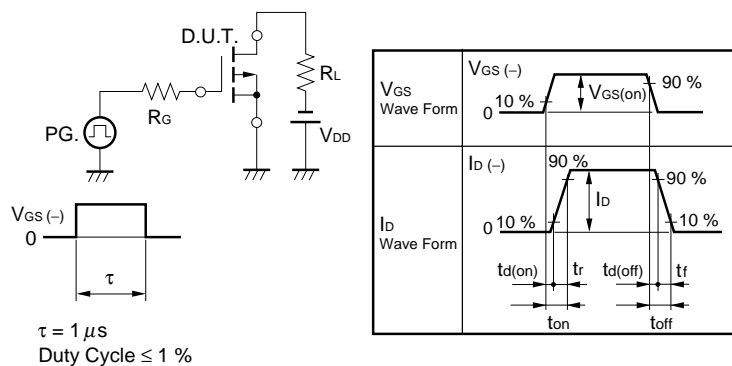 D.U.T.
RL
RG
PG.
VDD
VGS (−)
0
τ
τ = 1 μs
Duty Cycle ≤ 1 %
VGS
Wave Form
VGS (−)
10 %
0
VGS(on)
90 %
ID
Wave Form
ID (−)
90 %
90 %
ID
0
10 %
10 %
td(on)
tr
td(off)
tf
ton
toff